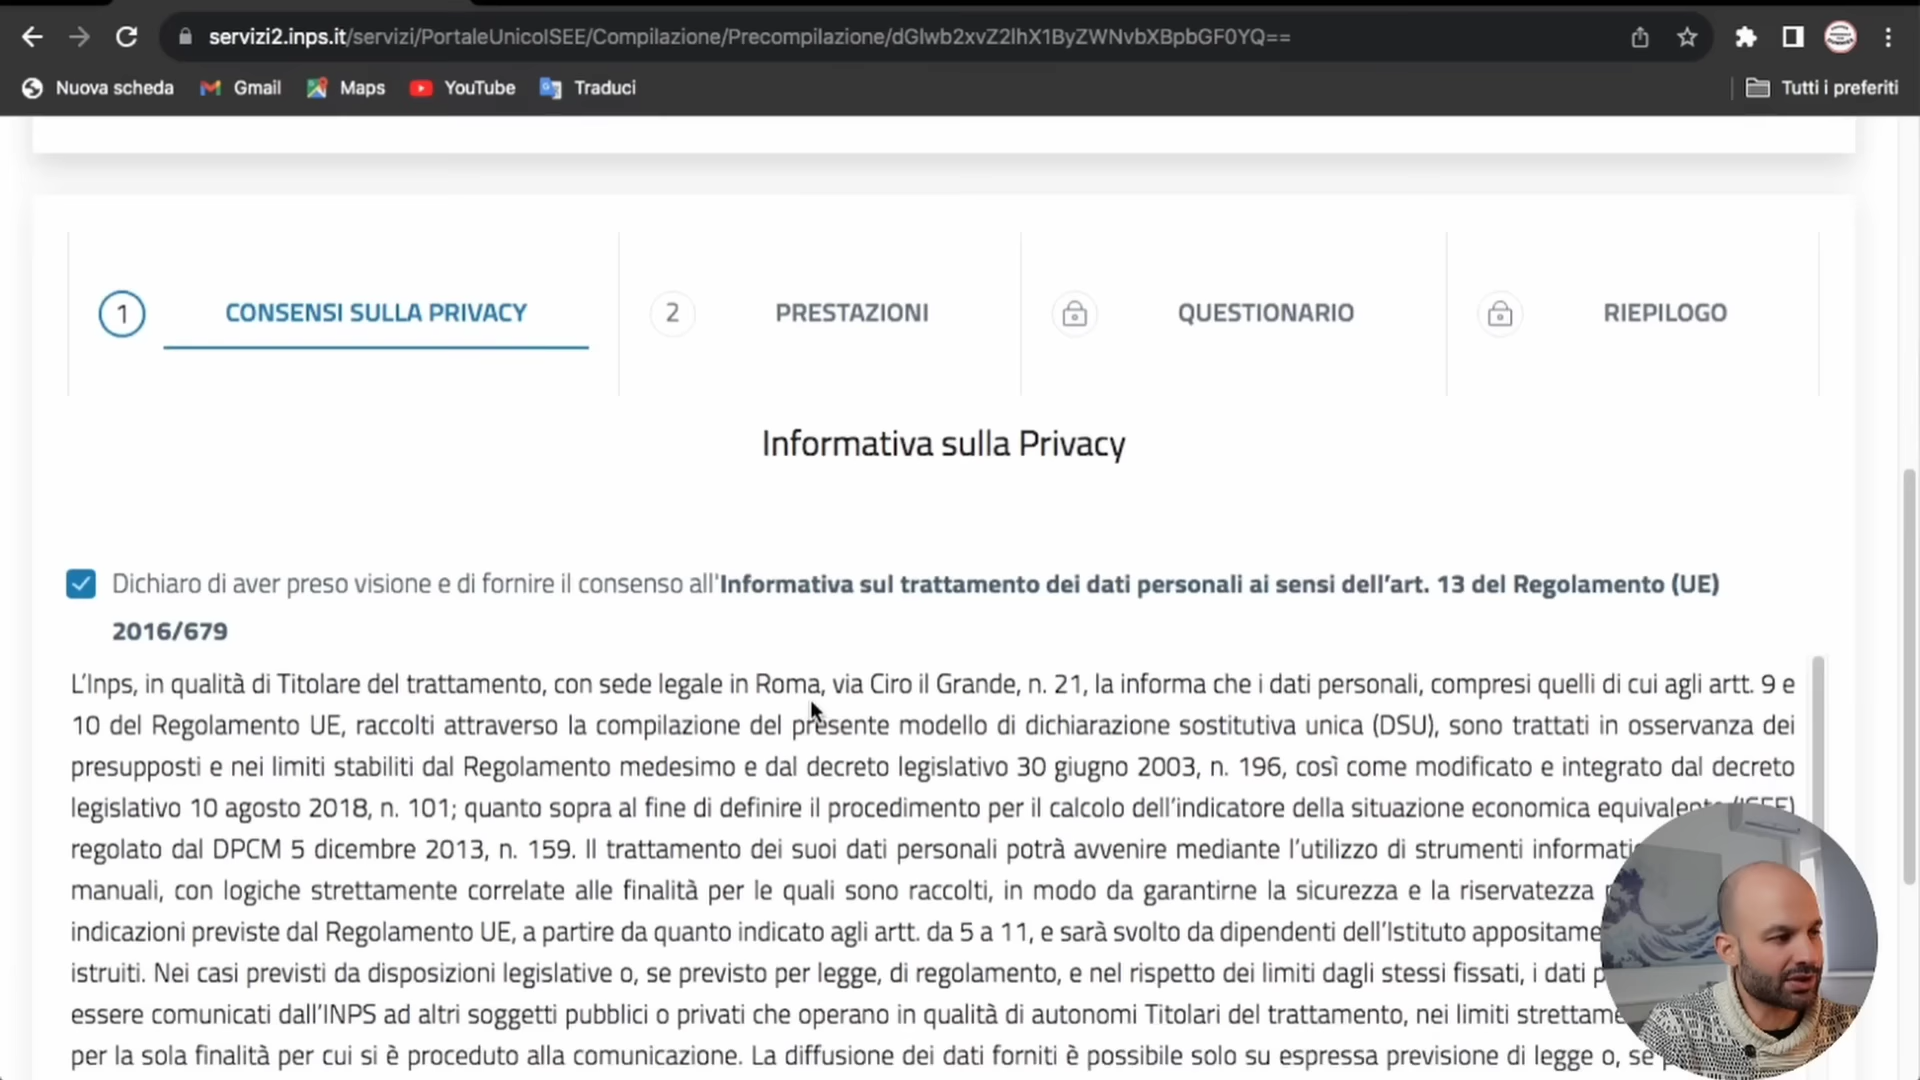 servizi2.inps.it/servizi/PortaleUnicoISEE/Compilazione/Precompilazione/dGlwb2xvZ2lhX1ByZWNvbXBpbGF0YQ==
Nuova scheda Gmail Maps YouTube Traduci Tutti i preferiti
1 CONSENSI SULLA PRIVACY 2 PRESTAZIONI QUESTIONARIO RIEPILOGO
Informativa sulla Privacy
Dichiaro di aver preso visione e di fornire il consenso all'Informativa sul trattamento dei dati personali ai sensi dell'art. 13 del Regolamento (UE)
2016/679
L'Inps, in qualità di Titolare del trattamento, con sede legale in Roma, via Ciro il Grande, n. 21, la informa che i dati personali, compresi quelli di cui agli artt. 9 e
10 del Regolamento UE, raccolti attraverso la compilazione del presente modello di dichiarazione sostitutiva unica (DSU), sono trattati in osservanza dei
presupposti e nei limiti stabiliti dal Regolamento medesimo e dal decreto legislativo 30 giugno 2003, n. 196, così come modificato e integrato dal decreto
legislativo 10 agosto 2018, n. 101; quanto sopra al fine di definire il procedimento per il calcolo dell'indicatore della situazione economica equivalente (ISEE)
regolato dal DPCM 5 dicembre 2013, n. 159. Il trattamento dei suoi dati personali potrà avvenire mediante l'utilizzo di strumenti
manuali, con logiche strettamente correlate alle finalità per le quali sono raccolti, in modo da garantirne la sicurezza e la riservatezza
indicazioni previste dal Regolamento UE, a partire da quanto indicato agli artt. da 5 a 11, e sarà svolto da dipendenti dell'Istituto
istruiti. Nei casi previsti da disposizioni legislative o, se previsto per legge, di regolamento, e nel rispetto dei limiti dagli stessi fissati, i dati
essere comunicati dall'INPS ad altri soggetti pubblici o privati che operano in qualità di autonomi Titolari del trattamento, nei limiti
per la sola finalità per cui si è proceduto alla comunicazione. La diffusione dei dati forniti è possibile solo su espressa previsione di legge o, se